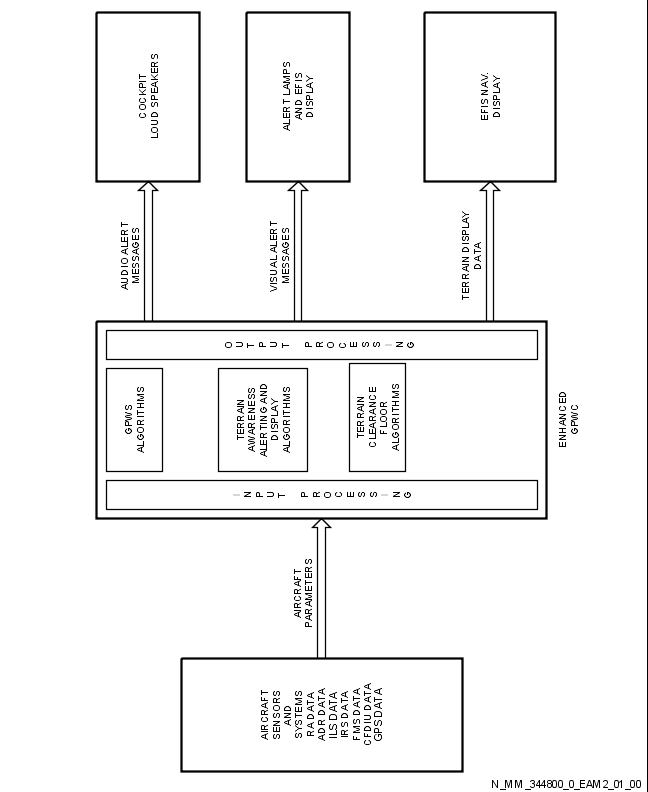 COCKPIT
LOUD SPEAKERS
ALERT LAMPS
AND EFIS
DISPLAY
EFIS NAV.
DISPLAY
AUDIO ALERT
MESSAGES
VISUAL ALERT
MESSAGES
TERRAIN DISPLAY
DATA
OUTPUT PROCESSING
GPWS
ALGORITHMS
TERRAIN
AWARENESS
ALERTING AND
DISPLAY
ALGORITHMS
TERRAIN
CLEARANCE
FLOOR
ALGORITHMS
INPUT PROCESSING
ENHANCED
GPWC
AIRCRAFT
PARAMETERS
AIRCRAFT
SENSORS
AND
SYSTEMS
RA DATA
ADR DATA
ILS DATA
IRS DATA
FMS DATA
CFDIU DATA
GPS DATA
N_MM_344800_0_EAM2_01_00